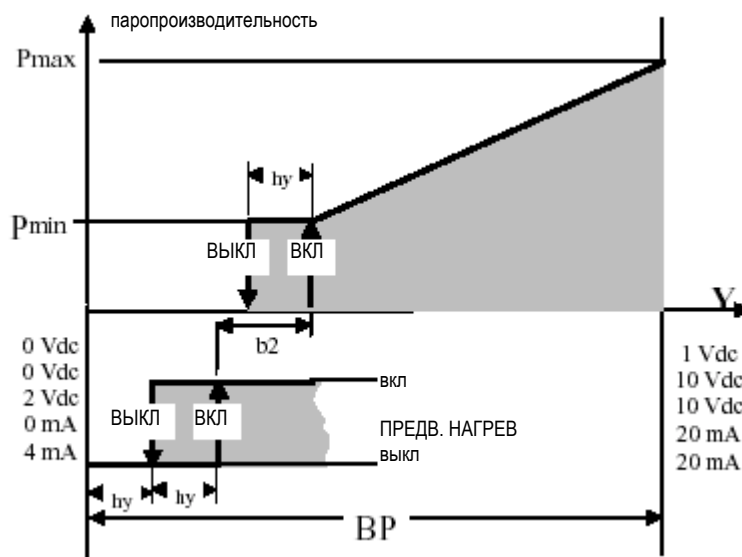 паропроизводительность
Pmax
hy
Pmin
ВЫКЛ
ВКЛ
Y
b2
0 Vdc
0 Vdc
2 Vdc
0 mA
4 mA
1 Vdc
10 Vdc
10 Vdc
20 mA
20 mA
вкл
ВЫКЛ
ВКЛ
ПРЕДВ. НАГРЕВ
выкл
hy
hy
BP